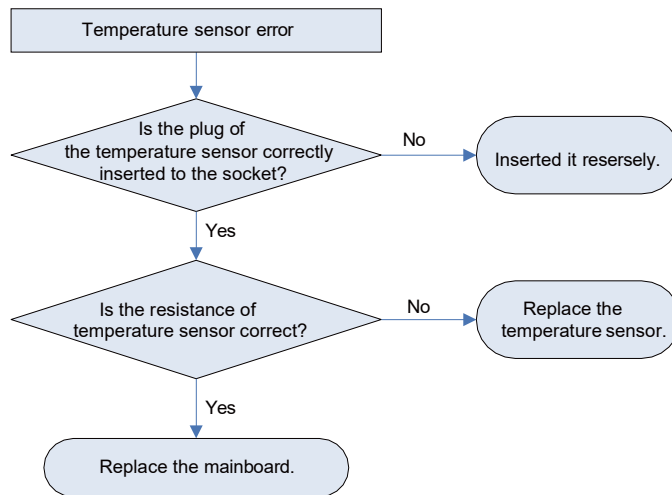 Temperature sensor error
Is the plug of
the temperature sensor correctly
inserted to the socket?
No
Inserted it resersely.
Yes
Is the resistance of
temperature sensor correct?
No
Replace the
temperature sensor.
Yes
Replace the mainboard.